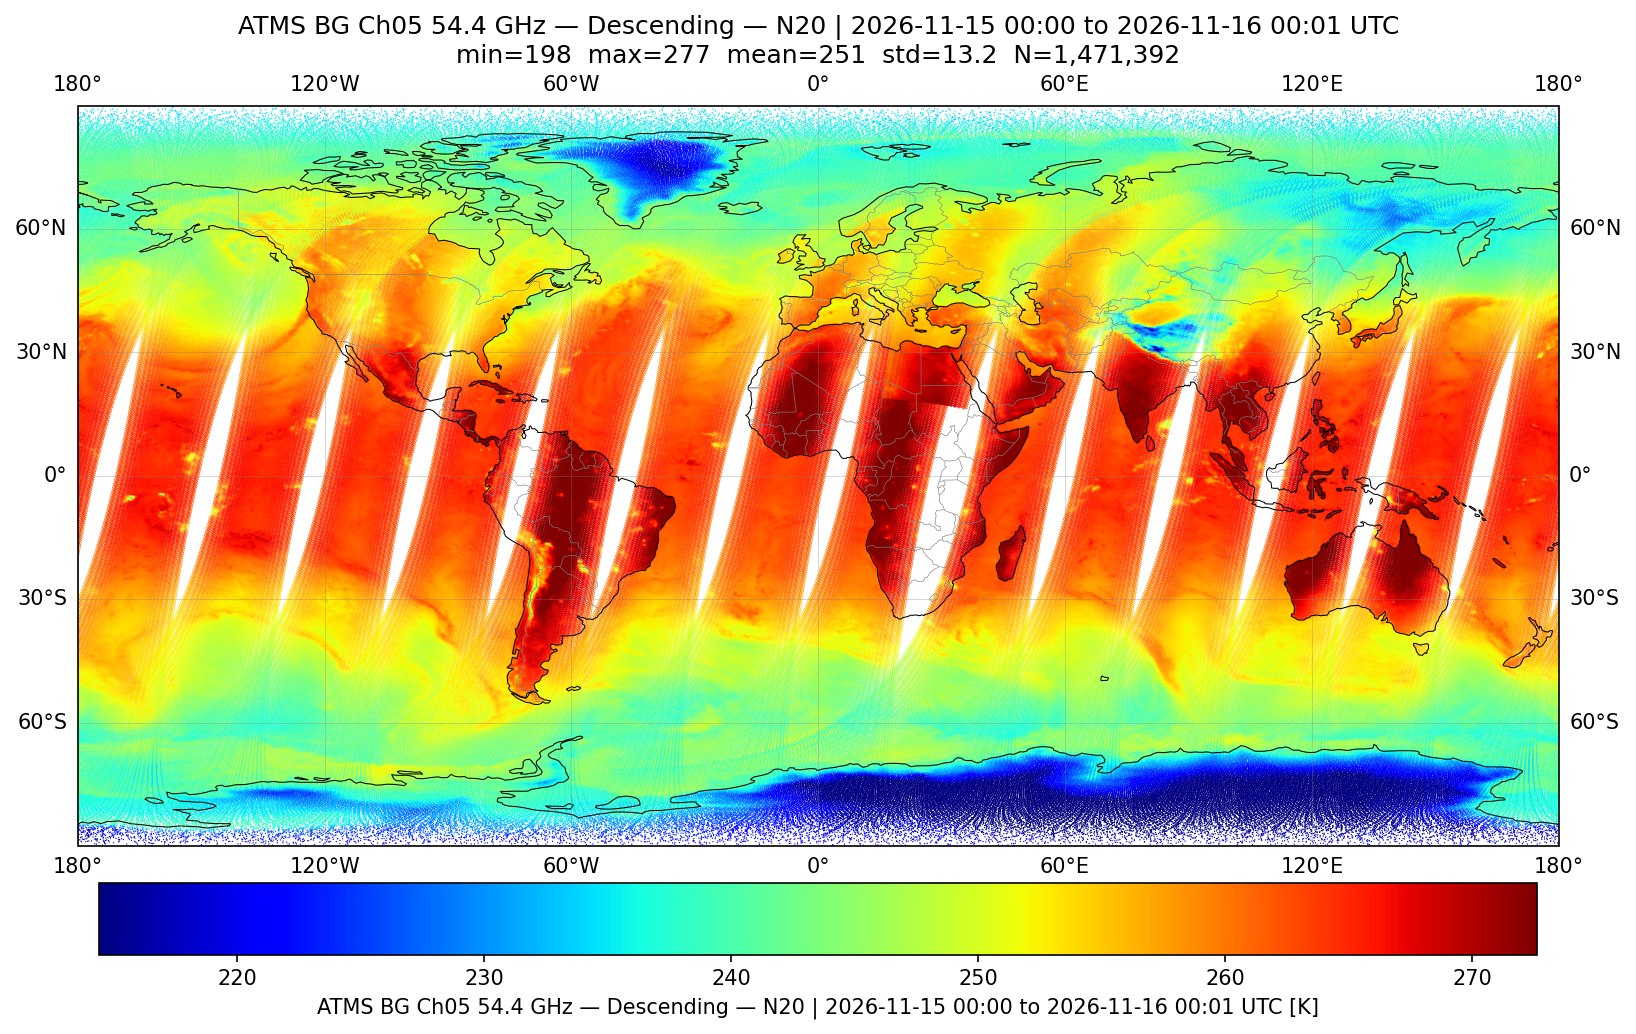 ATMS BG Ch05 54.4 GHz — Descending — N20 | 2026-11-15 00:00 to 2026-11-16 00:01 UTC
min=198  max=277  mean=251  std=13.2  N=1,471,392
180° 120°W 60°W 0° 60°E 120°E 180°
60°N 60°N
30°N 30°N
0° 0°
30°S 30°S
60°S 60°S
180° 120°W 60°W 0° 60°E 120°E 180°
220 230 240 250 260 270
ATMS BG Ch05 54.4 GHz — Descending — N20 | 2026-11-15 00:00 to 2026-11-16 00:01 UTC [K]